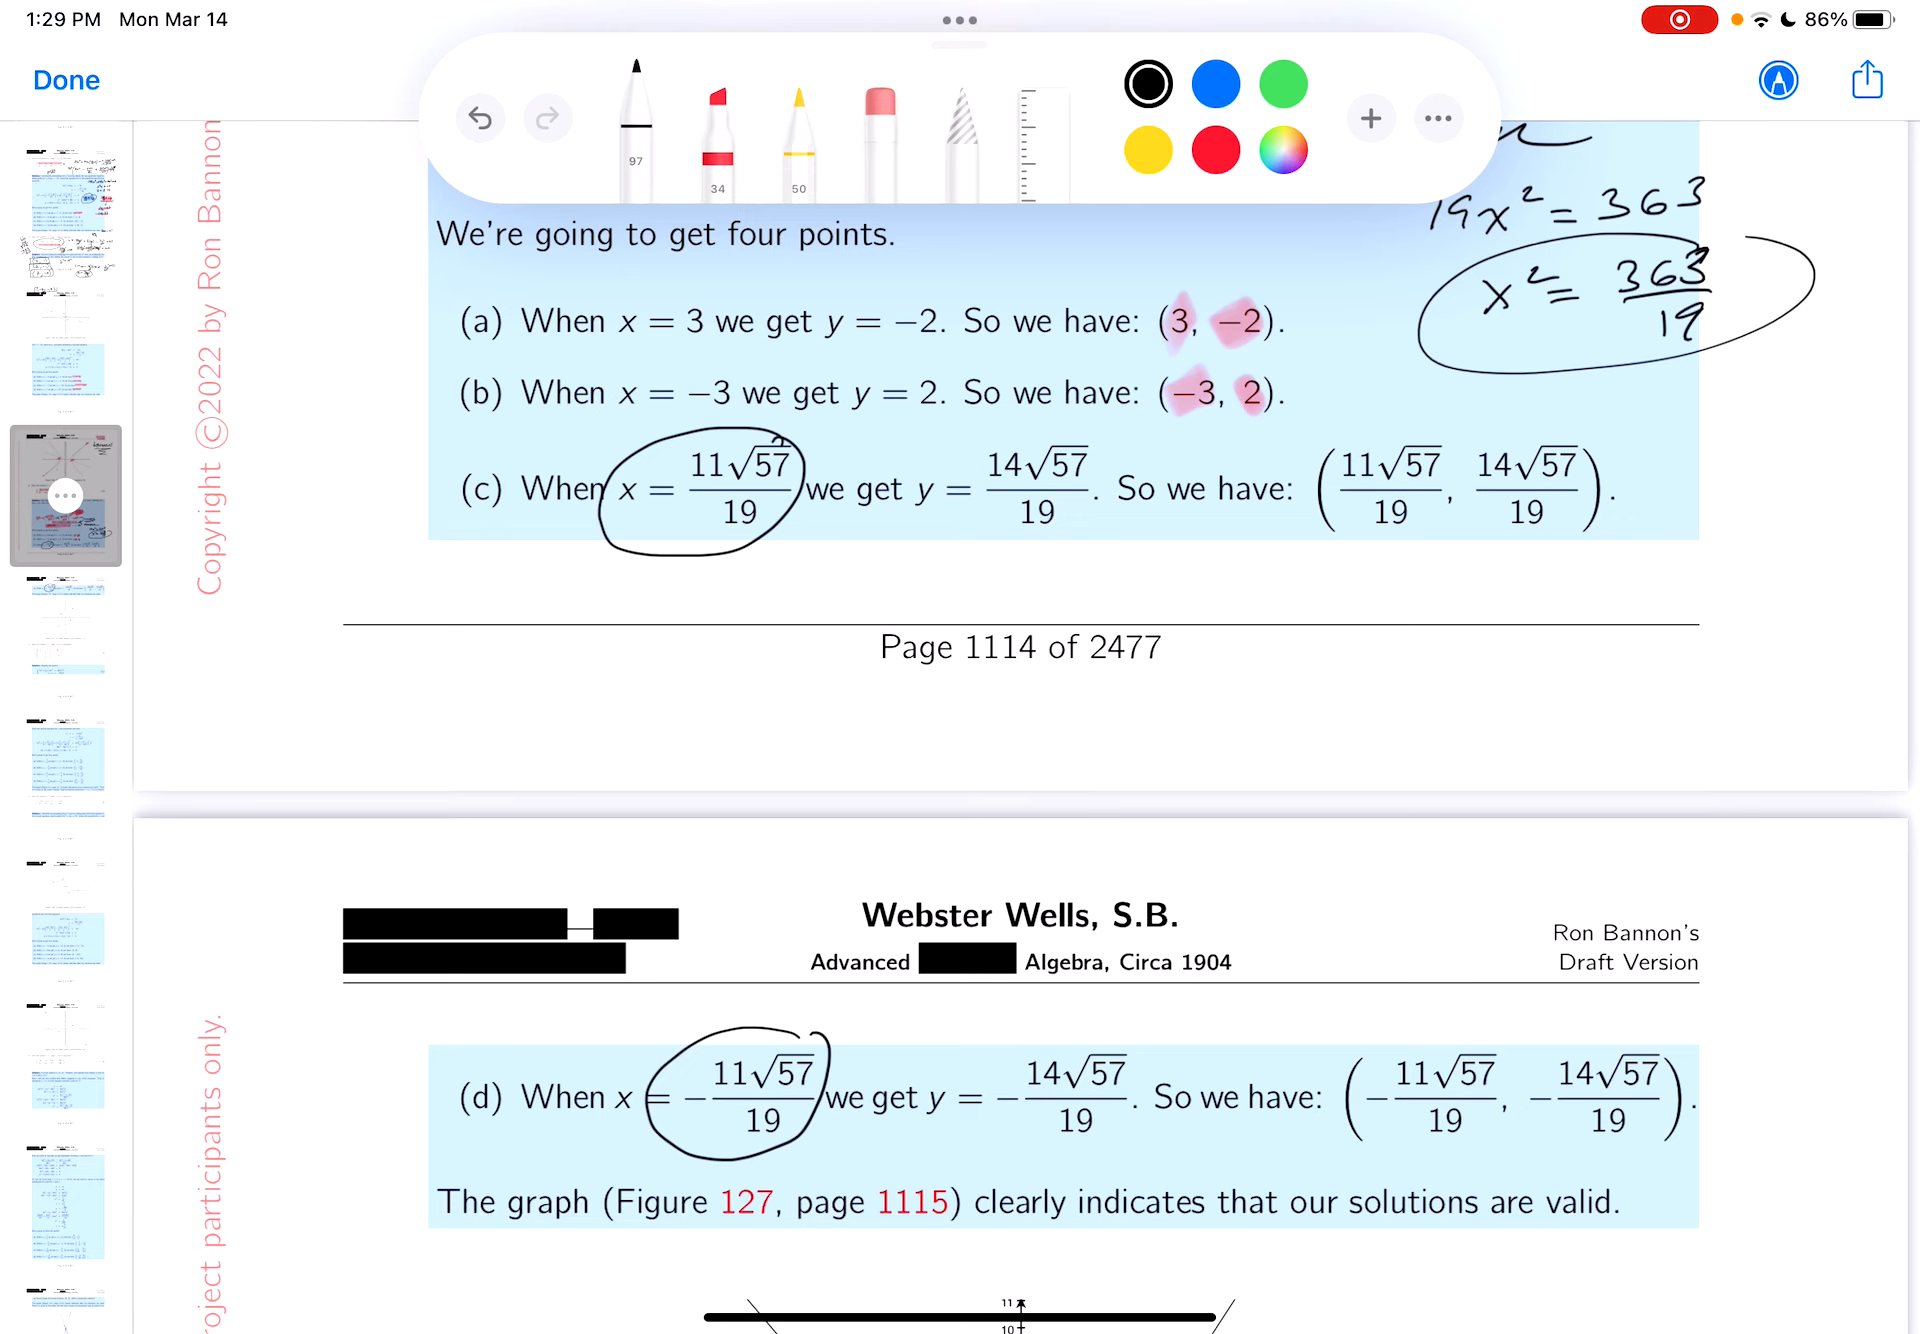 1:29 PM Mon Mar 14
86%
Done
97
34
50
Copyright ©2022 by Ron Bannon
19x² = 363
We're going to get four points.
x² = 363/19
(a) When x = 3 we get y = −2. So we have: (3, −2).
(b) When x = −3 we get y = 2. So we have: (−3, 2).
(c) When x = 11√57/19 we get y = 14√57/19. So we have: (11√57/19, 14√57/19).
Page 1114 of 2477
Webster Wells, S.B.
Advanced Algebra, Circa 1904
Ron Bannon's
Draft Version
oject participants only.
(d) When x = −11√57/19 we get y = −14√57/19. So we have: (−11√57/19, −14√57/19).
The graph (Figure 127, page 1115) clearly indicates that our solutions are valid.
11
10